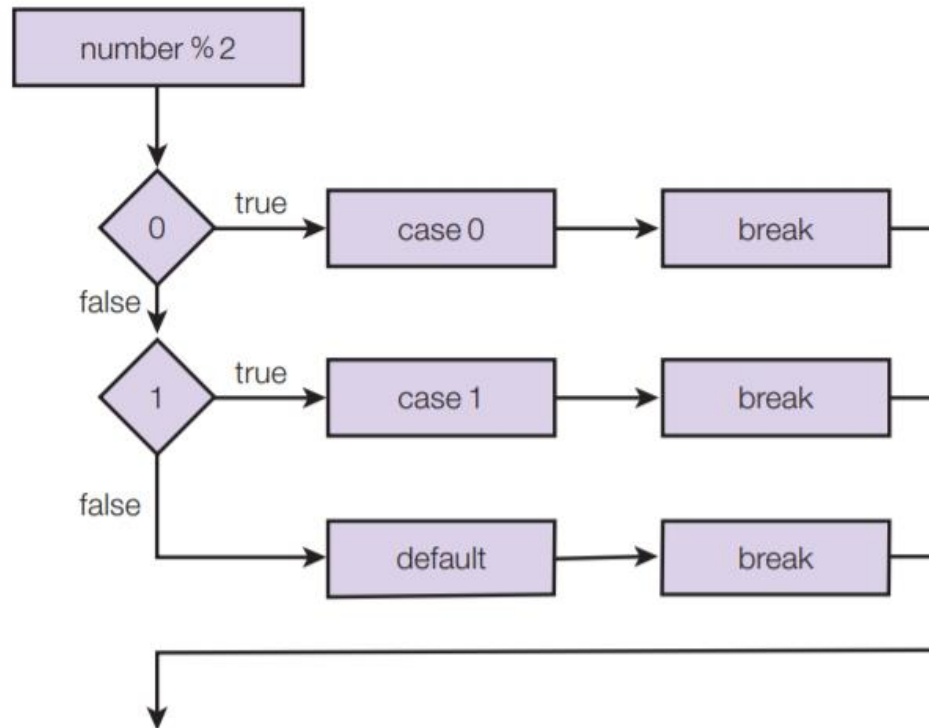 number % 2
0
true
case 0
break
false
1
true
case 1
break
false
default
break